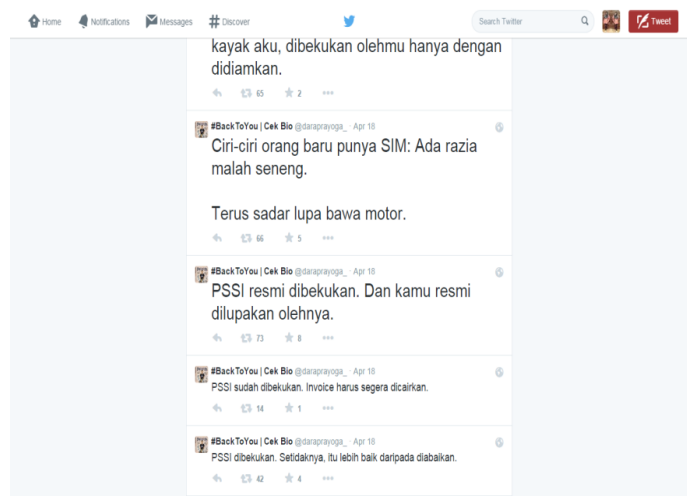 Home Notifications Messages # Discover Search Twitter Tweet
kayak aku, dibekukan olehmu hanya dengan
didiamkan.
65 2
#BackToYou | Cek Bio @daraprayoga_ · Apr 18
Ciri-ciri orang baru punya SIM: Ada razia
malah seneng.
Terus sadar lupa bawa motor.
66 5
#BackToYou | Cek Bio @daraprayoga_ · Apr 18
PSSI resmi dibekukan. Dan kamu resmi
dilupakan olehnya.
73 8
#BackToYou | Cek Bio @daraprayoga_ · Apr 18
PSSI sudah dibekukan. Invoice harus segera dicairkan.
14 1
#BackToYou | Cek Bio @daraprayoga_ · Apr 18
PSSI dibekukan. Setidaknya, itu lebih baik daripada diabaikan.
42 4